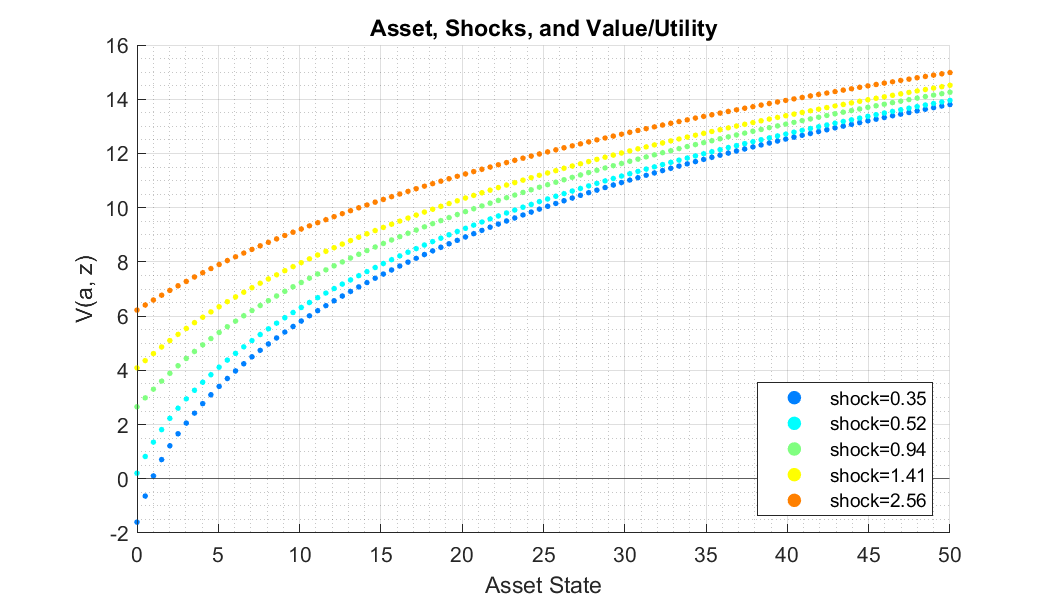 Asset, Shocks, and Value/Utility
V(a, z)
16
14
12
10
8
6
4
2
0
-2
0 5 10 15 20 25 30 35 40 45 50
Asset State
shock=0.35
shock=0.52
shock=0.94
shock=1.41
shock=2.56